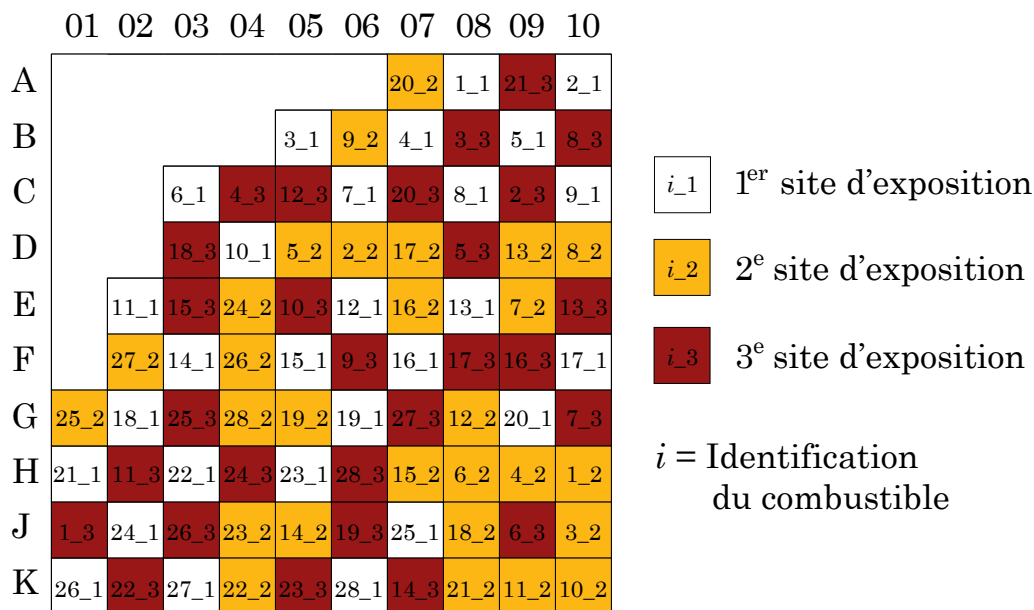 01 02 03 04 05 06 07 08 09 10
A 20_2 1_1 21_3 2_1
B 3_1 9_2 4_1 3_3 5_1 8_3
C 6_1 4_3 12_3 7_1 20_3 8_1 2_3 9_1
D 18_3 10_1 5_2 2_2 17_2 5_3 13_2 8_2
E 11_1 15_3 24_2 10_3 12_1 16_2 13_1 7_2 13_3
F 27_2 14_1 26_2 15_1 9_3 16_1 17_3 16_3 17_1
G 25_2 18_1 25_3 28_2 19_2 19_1 27_3 12_2 20_1 7_3
H 21_1 11_3 22_1 24_3 23_1 28_3 15_2 6_2 4_2 1_2
J 1_3 24_1 26_3 23_2 14_2 19_3 25_1 18_2 6_3 3_2
K 26_1 22_3 27_1 22_2 23_3 28_1 14_3 21_2 11_2 10_2
i_1 1er site d'exposition
i_2 2e site d'exposition
i_3 3e site d'exposition
i = Identification
du combustible